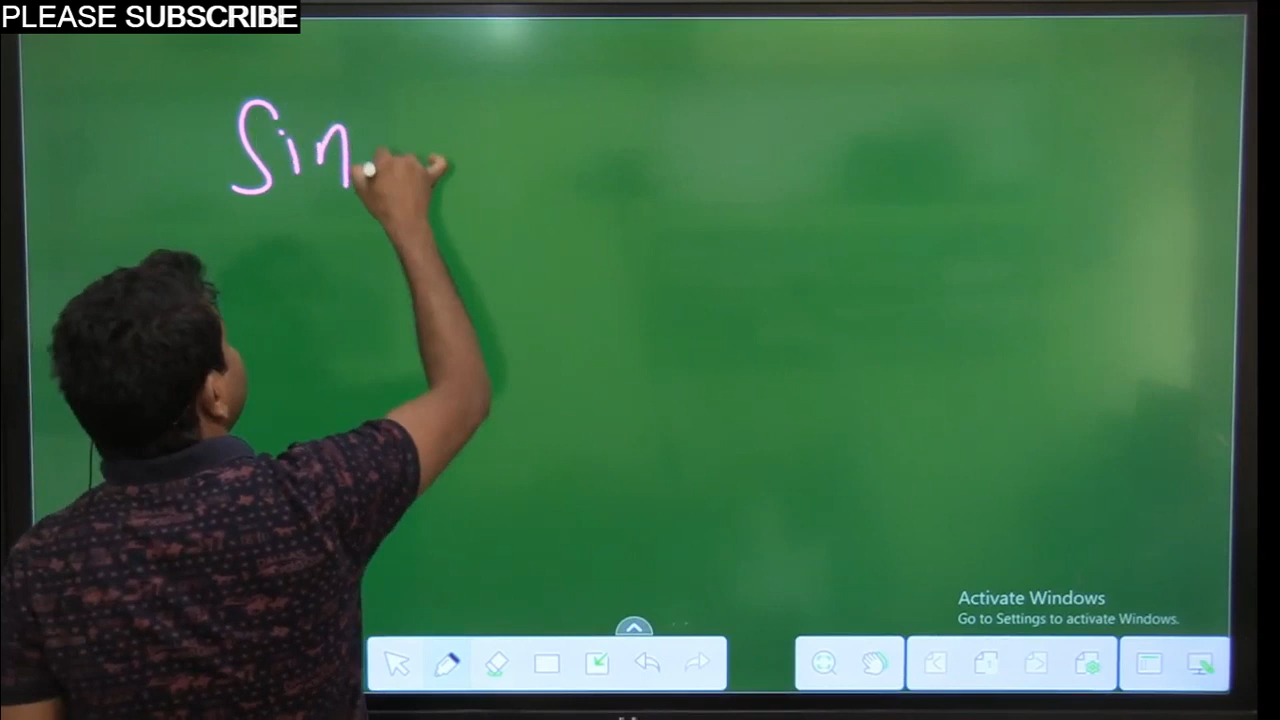 PLEASE SUBSCRIBE
Sin
Activate Windows
Go to Settings to activate Windows.